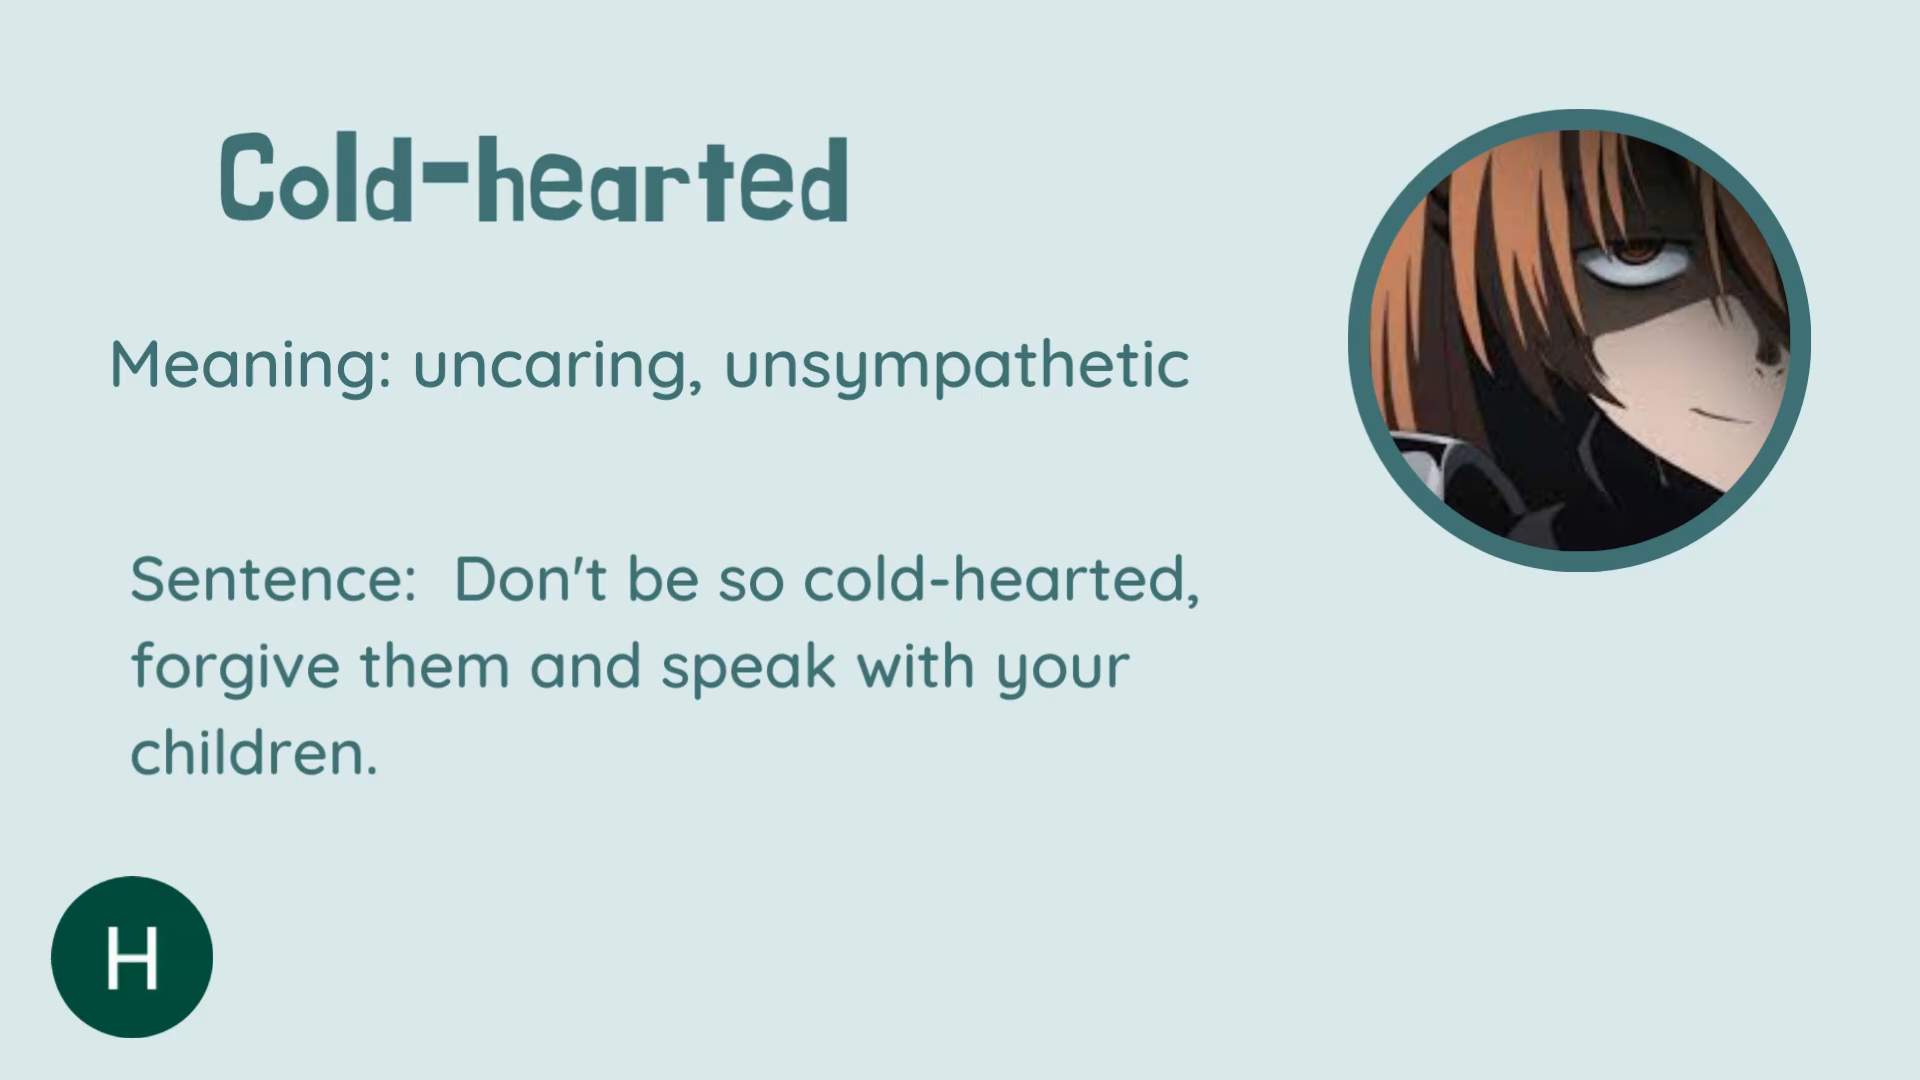 Cold-hearted
Meaning: uncaring, unsympathetic
Sentence:  Don't be so cold-hearted,
forgive them and speak with your
children.
H